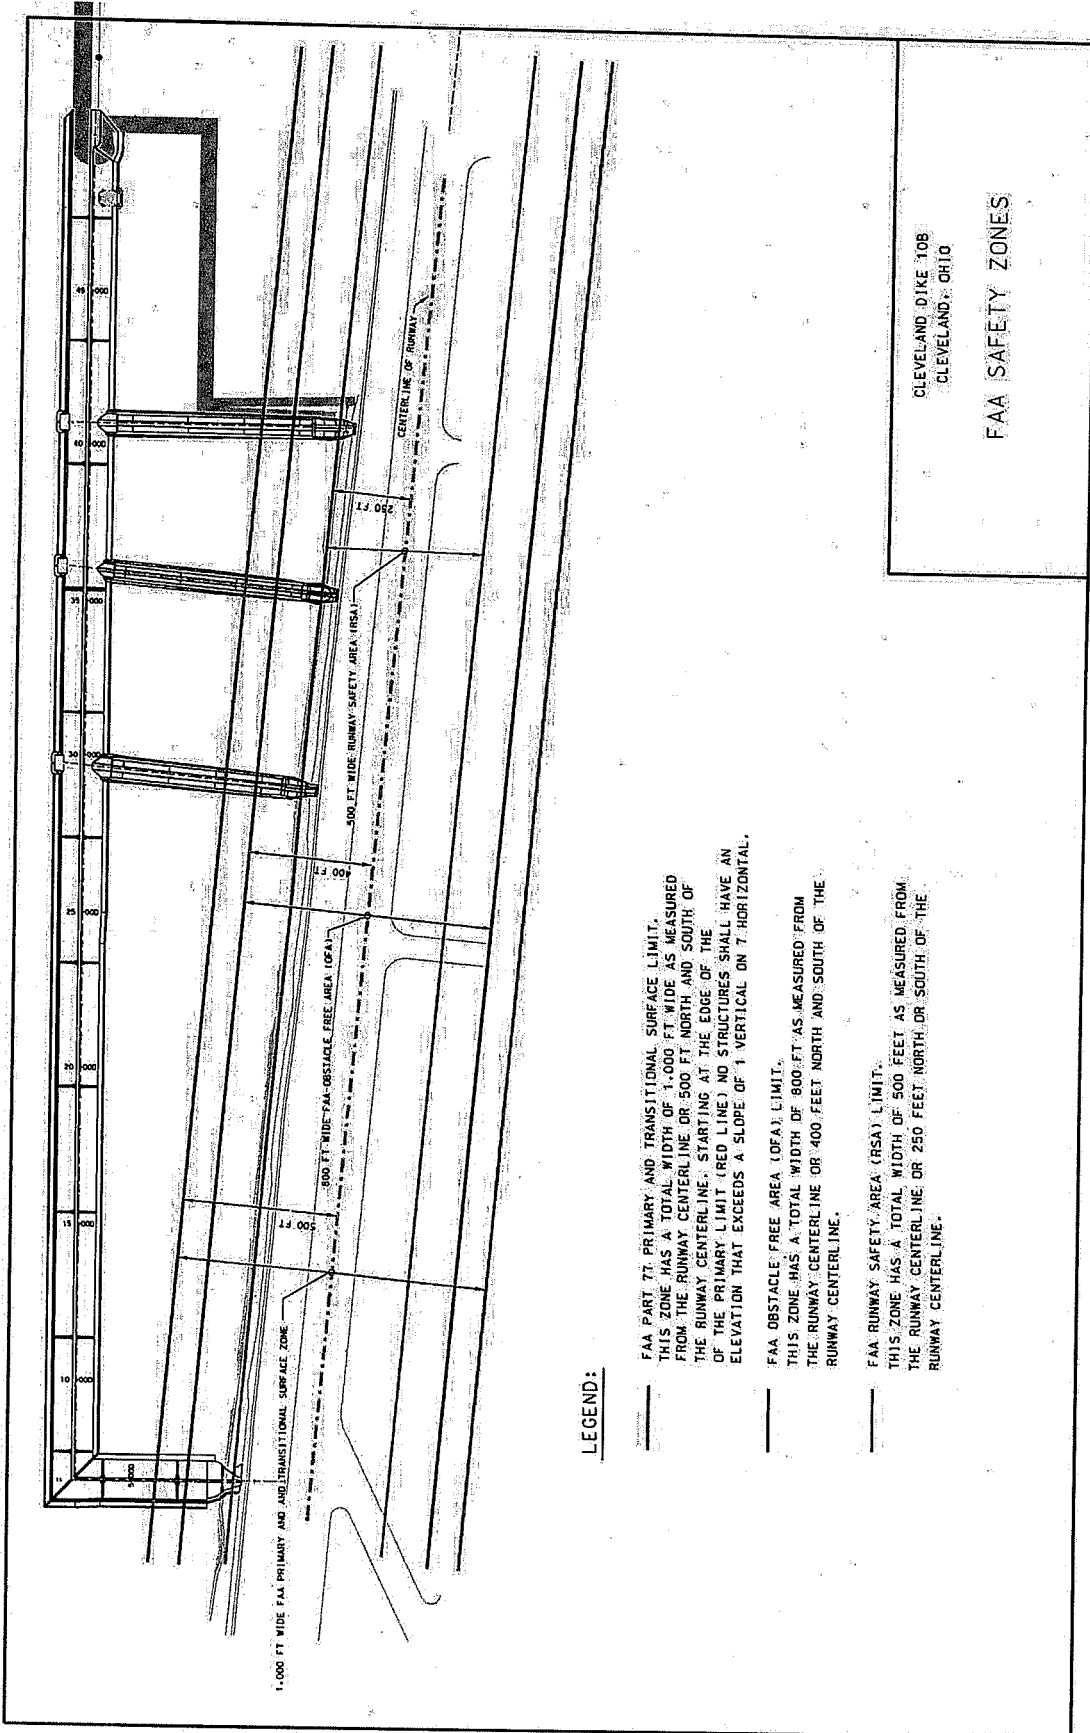 45+000
40+000
35+000
30+000
25+000
20+000
15+000
10+000
5+000
CENTERLINE OF RUNWAY
250 FT
500 FT WIDE RUNWAY SAFETY AREA (RSA)
400 FT
800 FT WIDE FAA OBSTACLE FREE AREA (OFA)
500 FT
1,000 FT WIDE FAA PRIMARY AND AND TRANSITIONAL SURFACE ZONE
LEGEND:
FAA PART 77 PRIMARY AND TRANSITIONAL SURFACE LIMIT.
THIS ZONE HAS A TOTAL WIDTH OF 1,000 FT WIDE AS MEASURED
FROM THE RUNWAY CENTERLINE OR 500 FT NORTH AND SOUTH OF
THE RUNWAY CENTERLINE. STARTING AT THE EDGE OF THE
OF THE PRIMARY LIMIT (RED LINE) NO STRUCTURES SHALL HAVE AN
ELEVATION THAT EXCEEDS A SLOPE OF 1 VERTICAL ON 7 HORIZONTAL.
FAA OBSTACLE FREE AREA (OFA) LIMIT.
THIS ZONE HAS A TOTAL WIDTH OF 800 FT AS MEASURED FROM
THE RUNWAY CENTERLINE OR 400 FEET NORTH AND SOUTH OF THE
RUNWAY CENTERLINE.
FAA RUNWAY SAFETY AREA (RSA) LIMIT.
THIS ZONE HAS A TOTAL WIDTH OF 500 FEET AS MEASURED FROM
THE RUNWAY CENTERLINE OR 250 FEET NORTH OR SOUTH OF THE
RUNWAY CENTERLINE.
CLEVELAND DIKE 10B
CLEVELAND, OHIO
FAA SAFETY ZONES